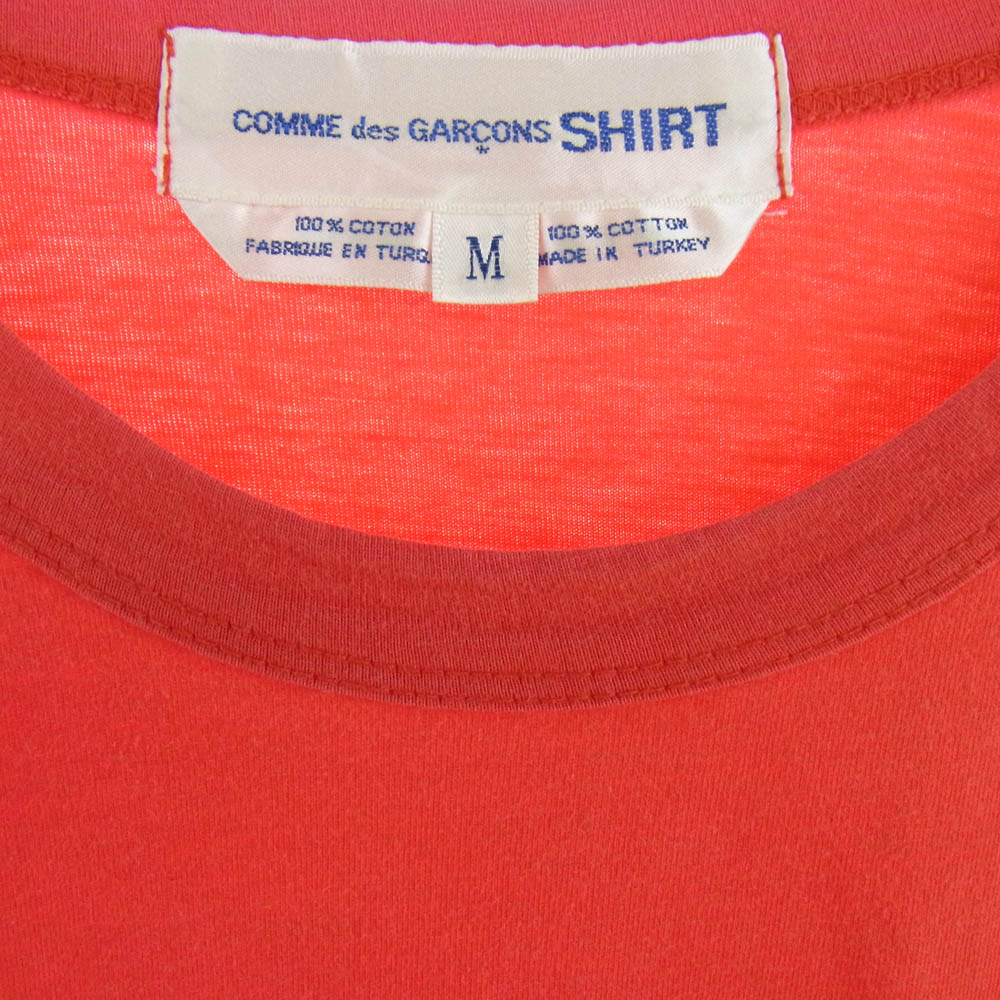 COMME des GARÇONS SHIRT
*
100% COTON
FABRIQUE EN TURQ
M
100% COTTON
MADE IN TURKEY